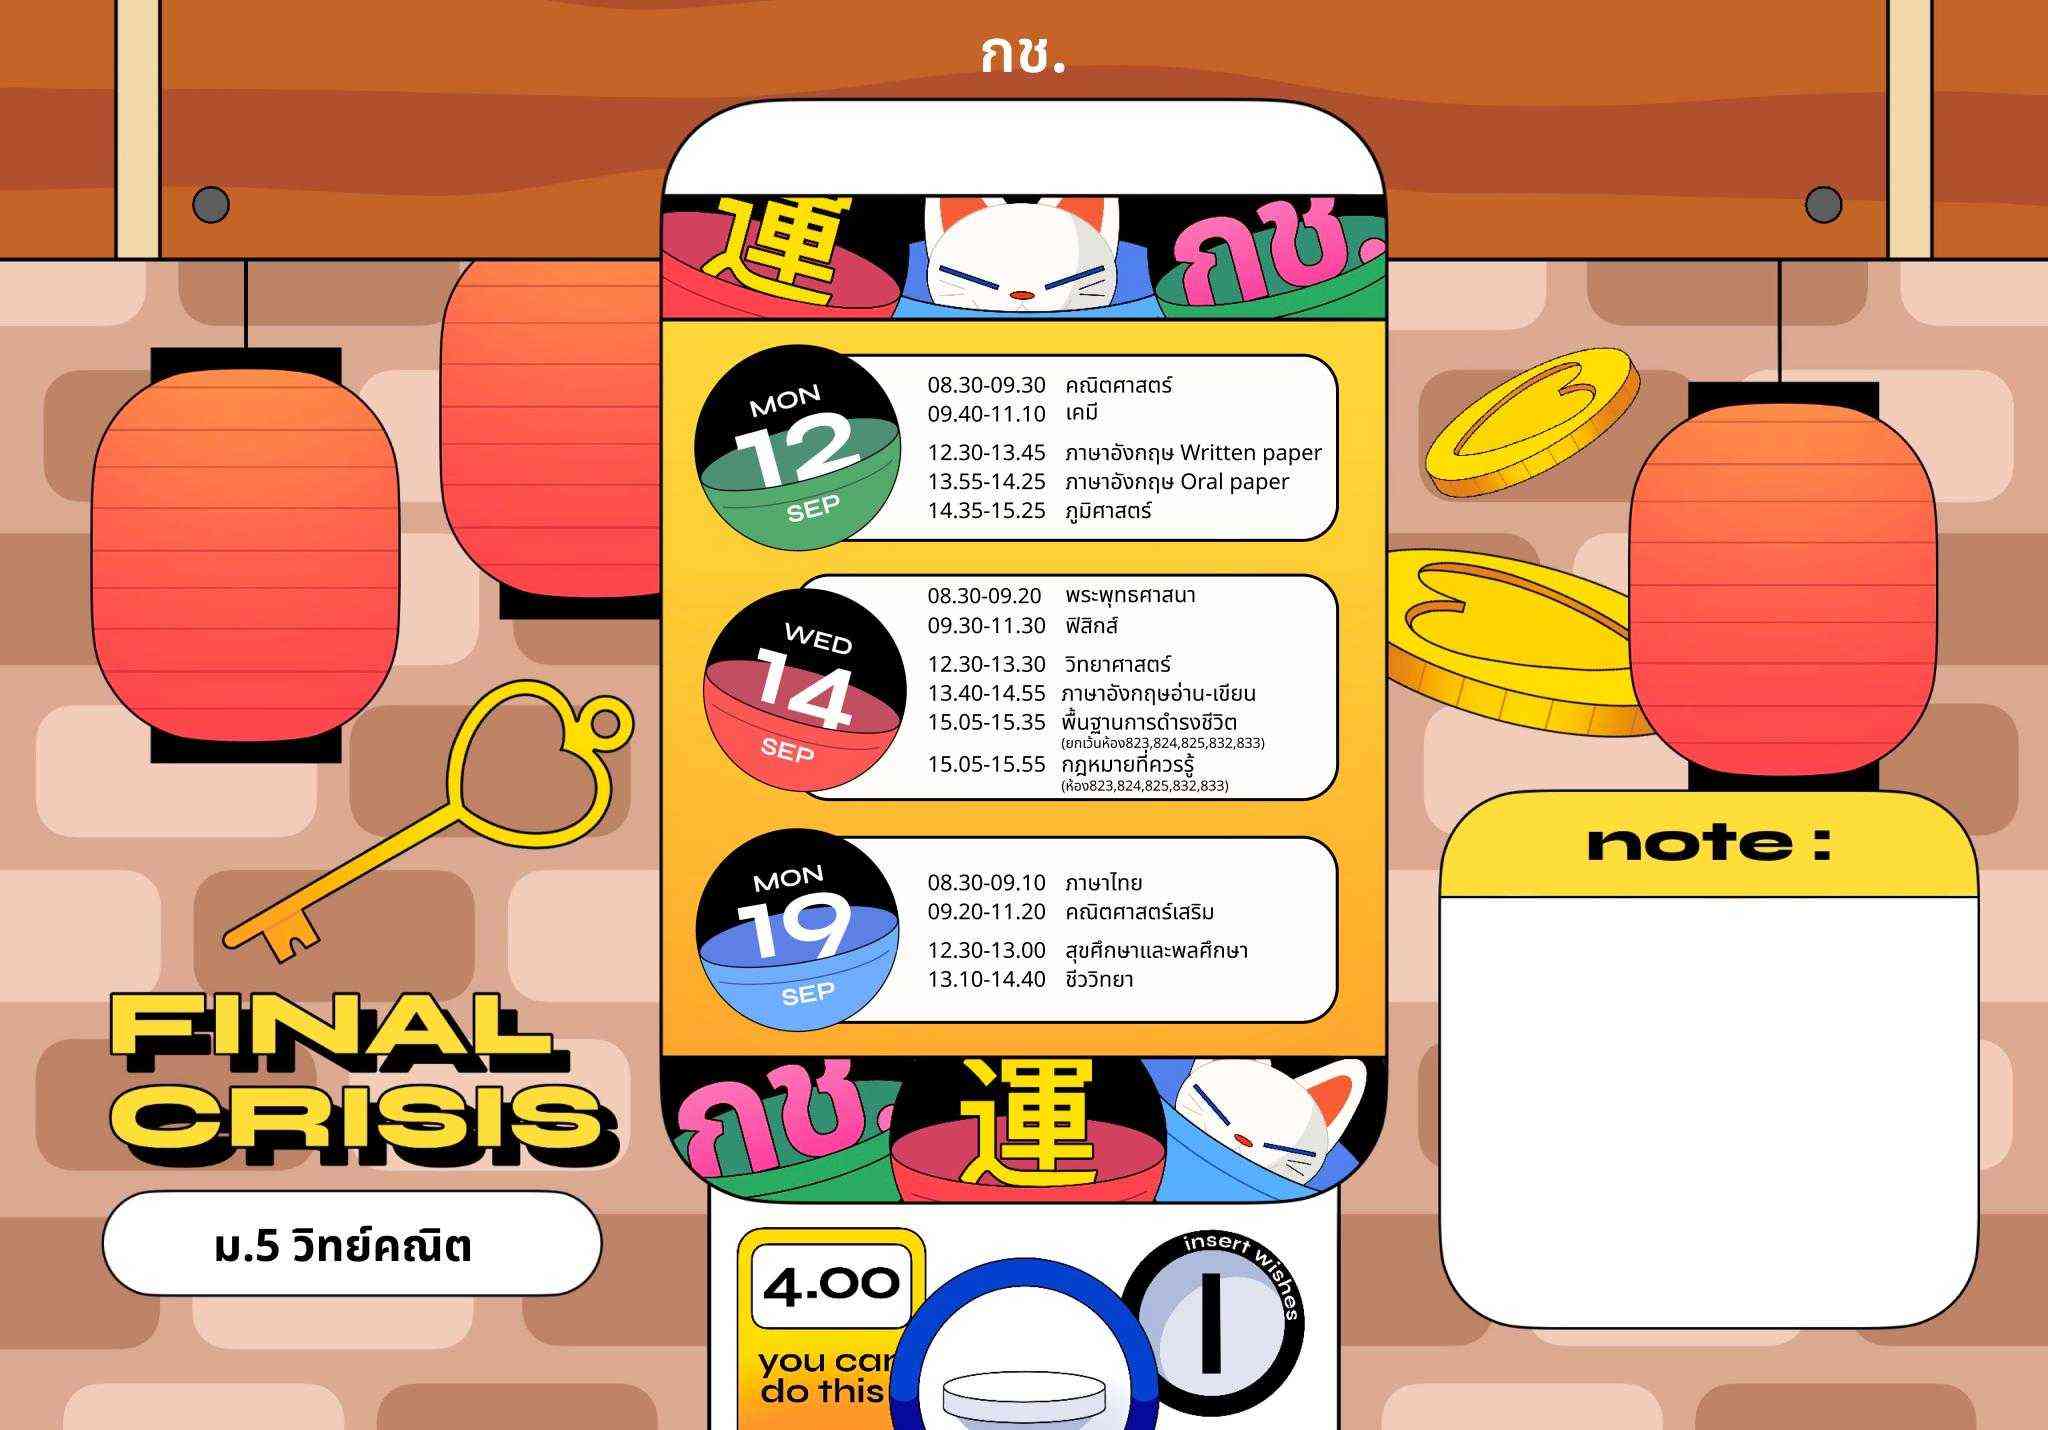 กช.
運
กช.
MON
12
SEP
08.30-09.30 คณิตศาสตร์
09.40-11.10 เคมี
12.30-13.45 ภาษาอังกฤษ Written paper
13.55-14.25 ภาษาอังกฤษ Oral paper
14.35-15.25 ภูมิศาสตร์
WED
14
SEP
08.30-09.20 พระพุทธศาสนา
09.30-11.30 ฟิสิกส์
12.30-13.30 วิทยาศาสตร์
13.40-14.55 ภาษาอังกฤษอ่าน-เขียน
15.05-15.35 พื้นฐานการดำรงชีวิต
(ยกเว้นห้อง823,824,825,832,833)
15.05-15.55 กฎหมายที่ควรรู้
(ห้อง823,824,825,832,833)
MON
19
SEP
08.30-09.10 ภาษาไทย
09.20-11.20 คณิตศาสตร์เสริม
12.30-13.00 สุขศึกษาและพลศึกษา
13.10-14.40 ชีววิทยา
note :
FINAL
CRISIS
ม.5 วิทย์คณิต
กช.
運
4.00
you can
do this
insert wishes